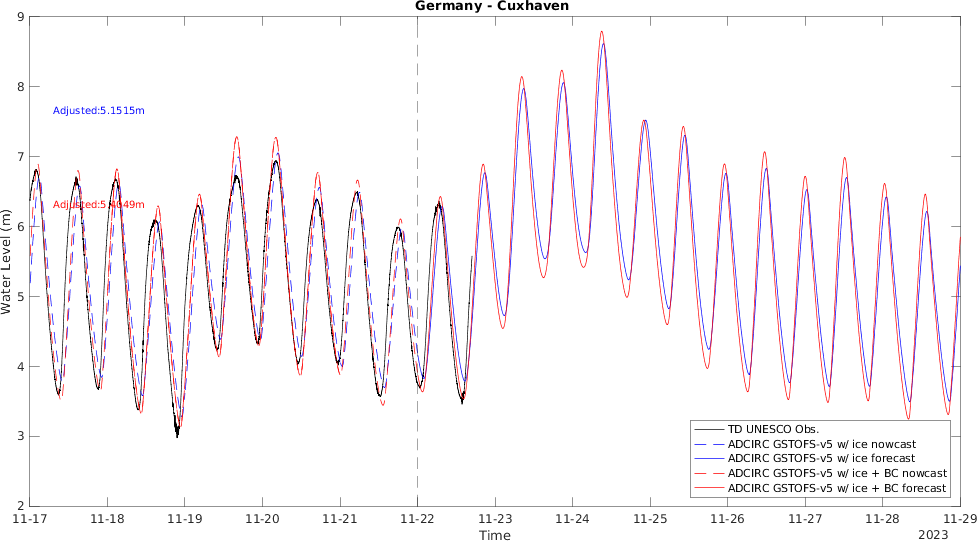 Germany - Cuxhaven
9
8
7
6
5
4
3
2
Water Level (m)
Adjusted:5.1515m
Adjusted:5.4049m
TD UNESCO Obs.
ADCIRC GSTOFS-v5 w/ ice nowcast
ADCIRC GSTOFS-v5 w/ ice forecast
ADCIRC GSTOFS-v5 w/ ice + BC nowcast
ADCIRC GSTOFS-v5 w/ ice + BC forecast
11-17 11-18 11-19 11-20 11-21 11-22 11-23 11-24 11-25 11-26 11-27 11-28 11-29
Time
2023